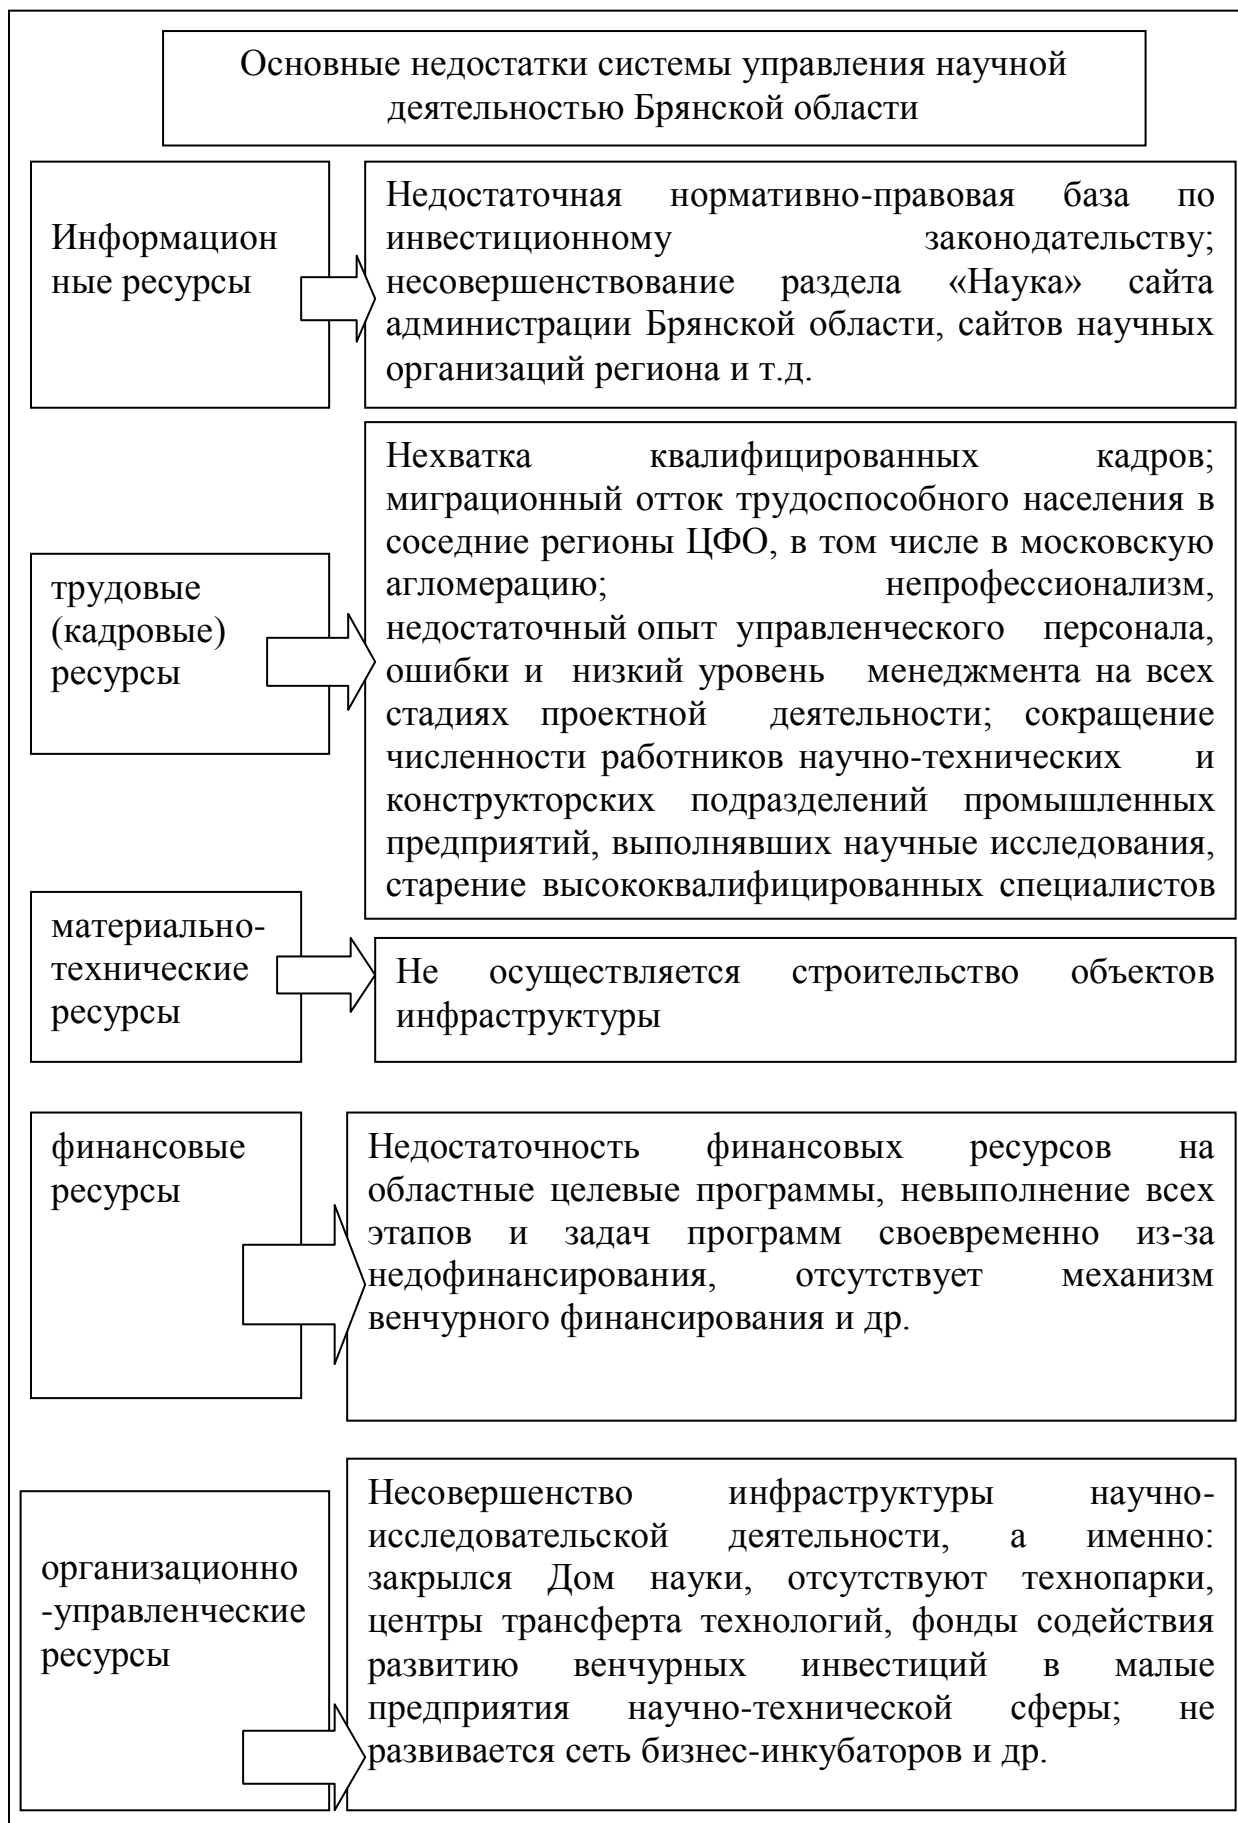 Основные недостатки системы управления научной
деятельностью Брянской области
Информацион
ные ресурсы
Недостаточная нормативно-правовая база по
инвестиционному законодательству;
несовершенствование раздела «Наука» сайта
администрации Брянской области, сайтов научных
организаций региона и т.д.
трудовые
(кадровые)
ресурсы
Нехватка квалифицированных кадров;
миграционный отток трудоспособного населения в
соседние регионы ЦФО, в том числе в московскую
агломерацию; непрофессионализм,
недостаточный опыт управленческого персонала,
ошибки и низкий уровень менеджмента на всех
стадиях проектной деятельности; сокращение
численности работников научно-технических и
конструкторских подразделений промышленных
предприятий, выполнявших научные исследования,
старение высококвалифицированных специалистов
материально-
технические
ресурсы
Не осуществляется строительство объектов
инфраструктуры
финансовые
ресурсы
Недостаточность финансовых ресурсов на
областные целевые программы, невыполнение всех
этапов и задач программ своевременно из-за
недофинансирования, отсутствует механизм
венчурного финансирования и др.
организационно
-управленческие
ресурсы
Несовершенство инфраструктуры научно-
исследовательской деятельности, а именно:
закрылся Дом науки, отсутствуют технопарки,
центры трансферта технологий, фонды содействия
развитию венчурных инвестиций в малые
предприятия научно-технической сферы; не
развивается сеть бизнес-инкубаторов и др.